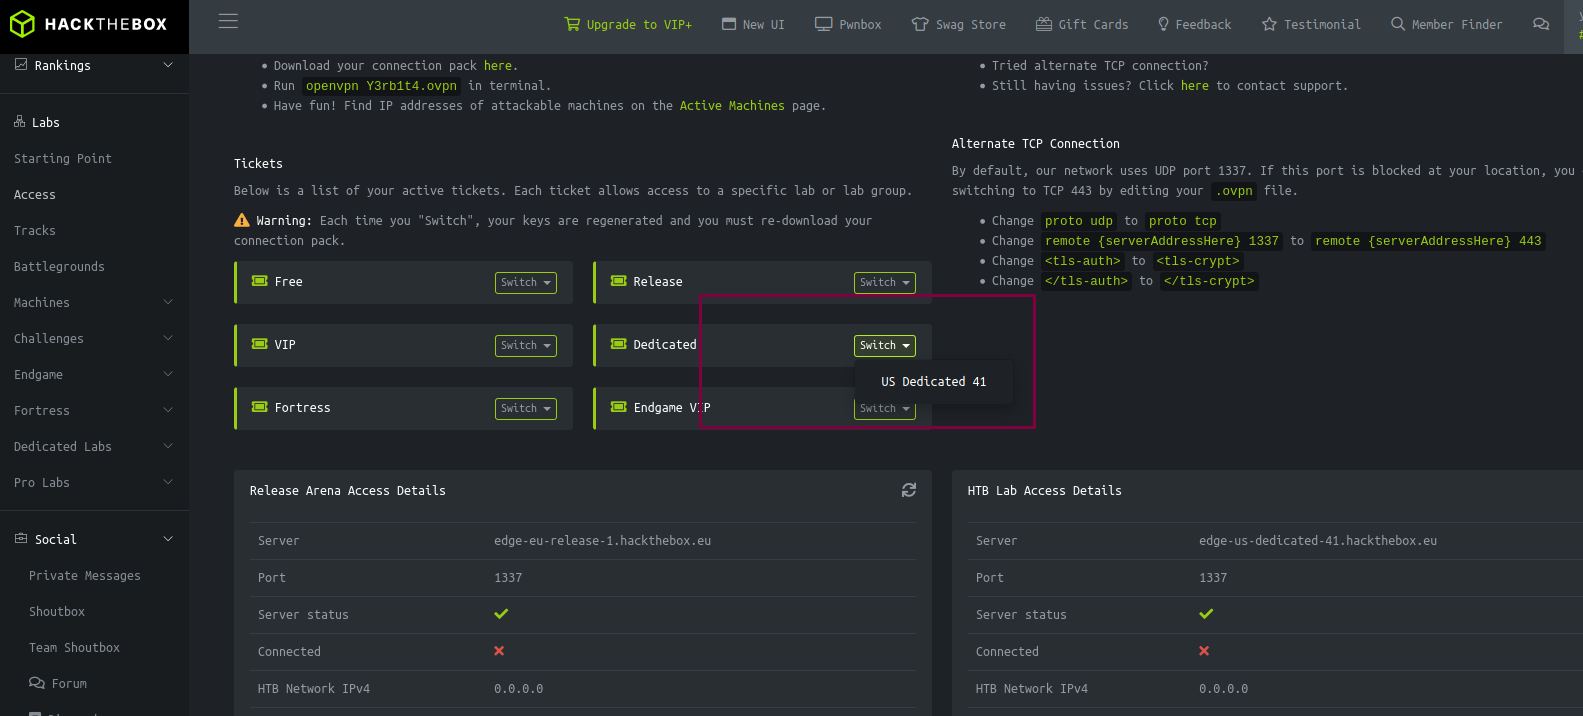 HACKTHEBOX
Upgrade to VIP+
New UI
Pwnbox
Swag Store
Gift Cards
Feedback
Testimonial
Member Finder
Rankings
Labs
Starting Point
Access
Tracks
Battlegrounds
Machines
Challenges
Endgame
Fortress
Dedicated Labs
Pro Labs
Social
Private Messages
Shoutbox
Team Shoutbox
Forum
• Download your connection pack here.
• Run openvpn Y3rb1t4.ovpn in terminal.
• Have fun! Find IP addresses of attackable machines on the Active Machines page.
Tickets
Below is a list of your active tickets. Each ticket allows access to a specific lab or lab group.
Warning: Each time you "Switch", your keys are regenerated and you must re-download your
connection pack.
Free Switch
Release Switch
VIP Switch
Dedicated Switch
US Dedicated 41
Fortress Switch
Endgame VIP Switch
• Tried alternate TCP connection?
• Still having issues? Click here to contact support.
Alternate TCP Connection
By default, our network uses UDP port 1337. If this port is blocked at your location, you
switching to TCP 443 by editing your .ovpn file.
• Change proto udp to proto tcp
• Change remote {serverAddressHere} 1337 to remote {serverAddressHere} 443
• Change <tls-auth> to <tls-crypt>
• Change </tls-auth> to </tls-crypt>
Release Arena Access Details
Server edge-eu-release-1.hackthebox.eu
Port 1337
Server status
Connected
HTB Network IPv4 0.0.0.0
HTB Lab Access Details
Server edge-us-dedicated-41.hackthebox.eu
Port 1337
Server status
Connected
HTB Network IPv4 0.0.0.0